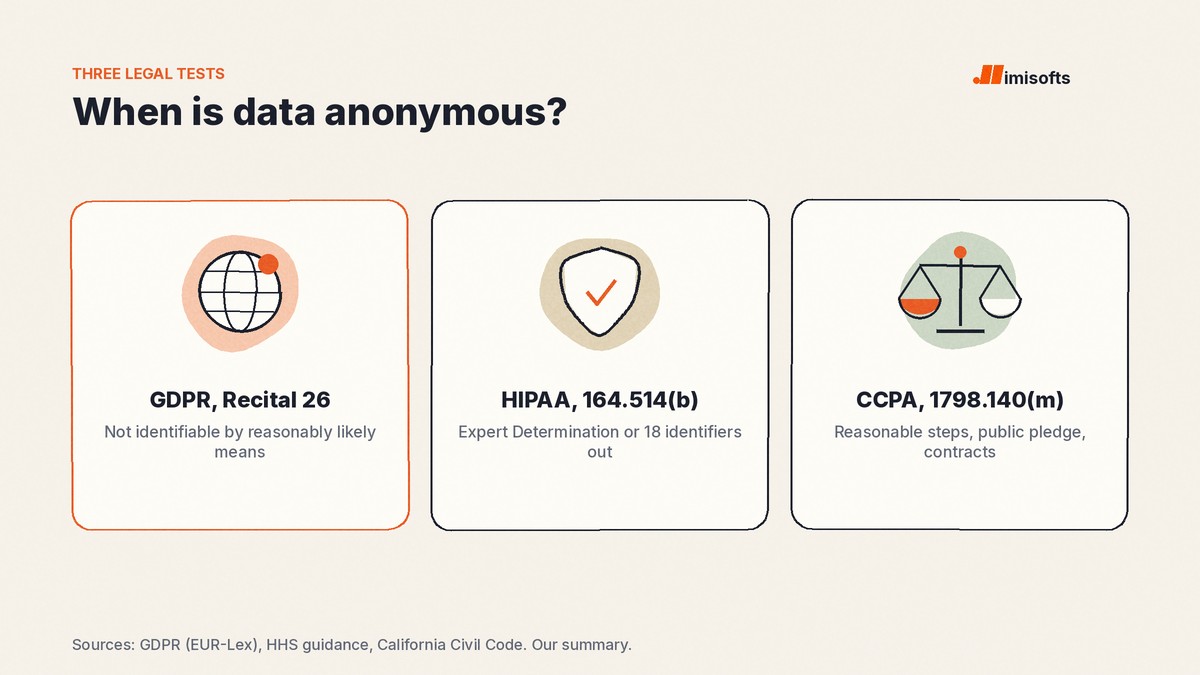 THREE LEGAL TESTS
When is data anonymous?
imisofts
GDPR, Recital 26
Not identifiable by reasonably likely
means
HIPAA, 164.514(b)
Expert Determination or 18 identifiers
out
CCPA, 1798.140(m)
Reasonable steps, public pledge,
contracts
Sources: GDPR (EUR-Lex), HHS guidance, California Civil Code. Our summary.